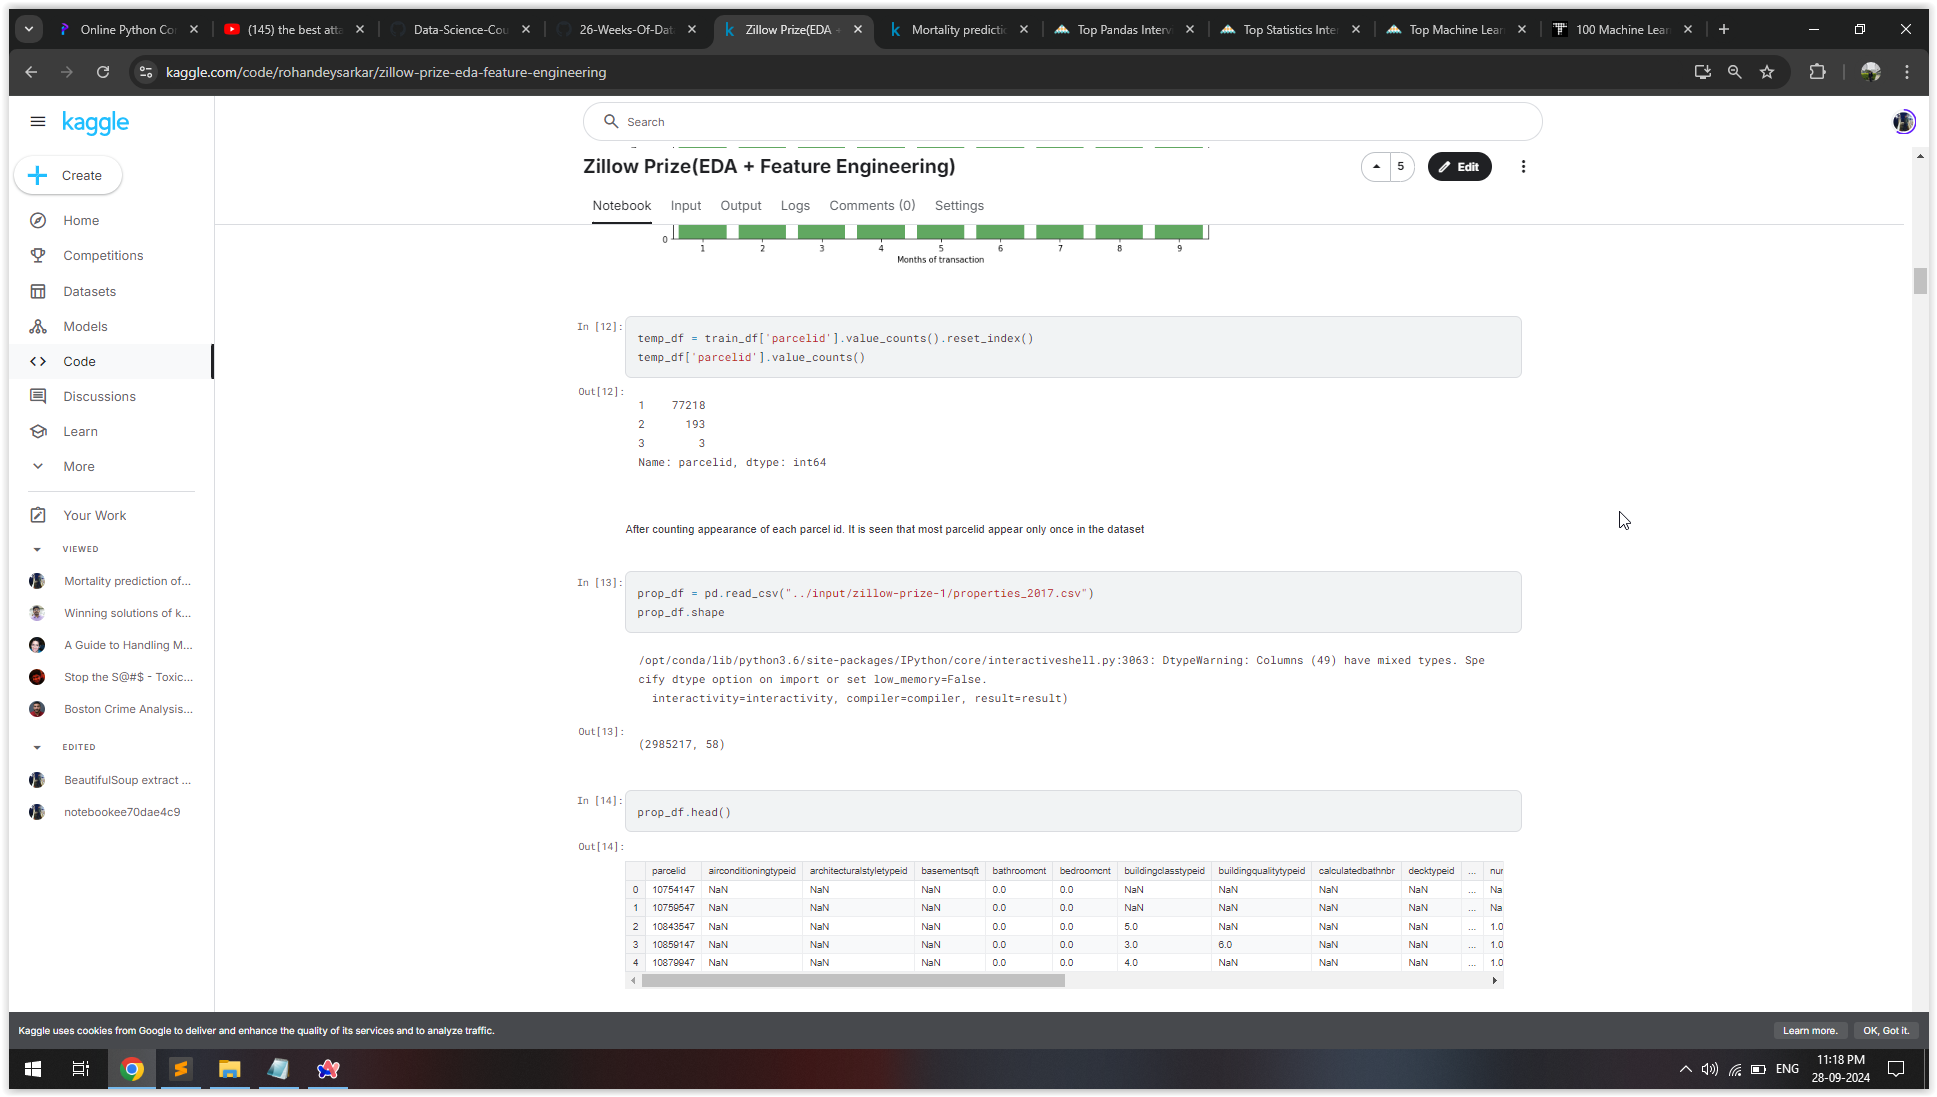 Online Python Co
(145) the best atta
Data-Science-Cou
26-Weeks-Of-Dat
Zillow Prize(EDA +
Mortality predictic
Top Pandas Interv
Top Statistics Inte
Top Machine Lear
100 Machine Lear
kaggle.com/code/rohandeysarkar/zillow-prize-eda-feature-engineering
kaggle
Search
Create
Home
Competitions
Datasets
Models
Code
Discussions
Learn
More
Your Work
VIEWED
Mortality prediction of...
Winning solutions of k...
A Guide to Handling M...
Stop the S@#$ - Toxic...
Boston Crime Analysis...
EDITED
BeautifulSoup extract ...
notebookee70dae4c9
Zillow Prize(EDA + Feature Engineering)
5
Edit
Notebook Input Output Logs Comments (0) Settings
0
1 2 3 4 5 6 7 8 9
Months of transaction
In [12]:
temp_df = train_df['parcelid'].value_counts().reset_index()
temp_df['parcelid'].value_counts()
Out[12]:
1    77218
2      193
3        3
Name: parcelid, dtype: int64
After counting appearance of each parcel id. It is seen that most parcelid appear only once in the dataset
In [13]:
prop_df = pd.read_csv("../input/zillow-prize-1/properties_2017.csv")
prop_df.shape
/opt/conda/lib/python3.6/site-packages/IPython/core/interactiveshell.py:3063: DtypeWarning: Columns (49) have mixed types. Spe
cify dtype option on import or set low_memory=False.
interactivity=interactivity, compiler=compiler, result=result)
Out[13]:
(2985217, 58)
In [14]:
prop_df.head()
Out[14]:
parcelid airconditioningtypeid architecturalstyletypeid basementsqft bathroomcnt bedroomcnt buildingclasstypeid buildingqualitytypeid calculatedbathnbr decktypeid ... nur
0 10754147 NaN NaN NaN 0.0 0.0 NaN NaN NaN NaN ... Na
1 10759547 NaN NaN NaN 0.0 0.0 NaN NaN NaN NaN ... Na
2 10843547 NaN NaN NaN 0.0 0.0 5.0 NaN NaN NaN ... 1.0
3 10859147 NaN NaN NaN 0.0 0.0 3.0 6.0 NaN NaN ... 1.0
4 10879947 NaN NaN NaN 0.0 0.0 4.0 NaN NaN NaN ... 1.0
Kaggle uses cookies from Google to deliver and enhance the quality of its services and to analyze traffic.
Learn more.
OK, Got it.
ENG
11:18 PM
28-09-2024